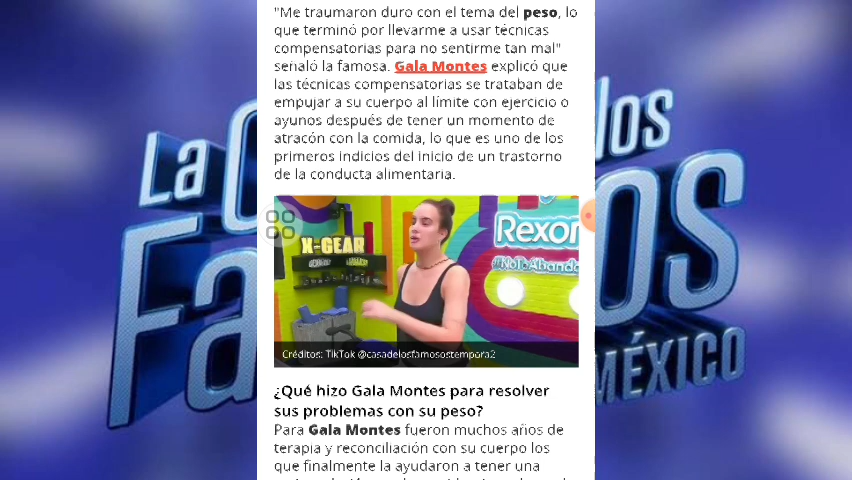 "Me traumaron duro con el tema del peso, lo
que terminó por llevarme a usar técnicas
compensatorias para no sentirme tan mal"
señaló la famosa. Gala Montes explicó que
las técnicas compensatorias se trataban de
empujar a su cuerpo al límite con ejercicio o
ayunos después de tener un momento de
atracón con la comida, lo que es uno de los
primeros indicios del inicio de un trastorno
de la conducta alimentaria.
La
los
Fa
OS
MÉXICO
X-GEAR
Rexon
#NoTeAbando
Créditos: TikTok @casadelosfamosostempora2
¿Qué hizo Gala Montes para resolver
sus problemas con su peso?
Para Gala Montes fueron muchos años de
terapia y reconciliación con su cuerpo los
que finalmente la ayudaron a tener una